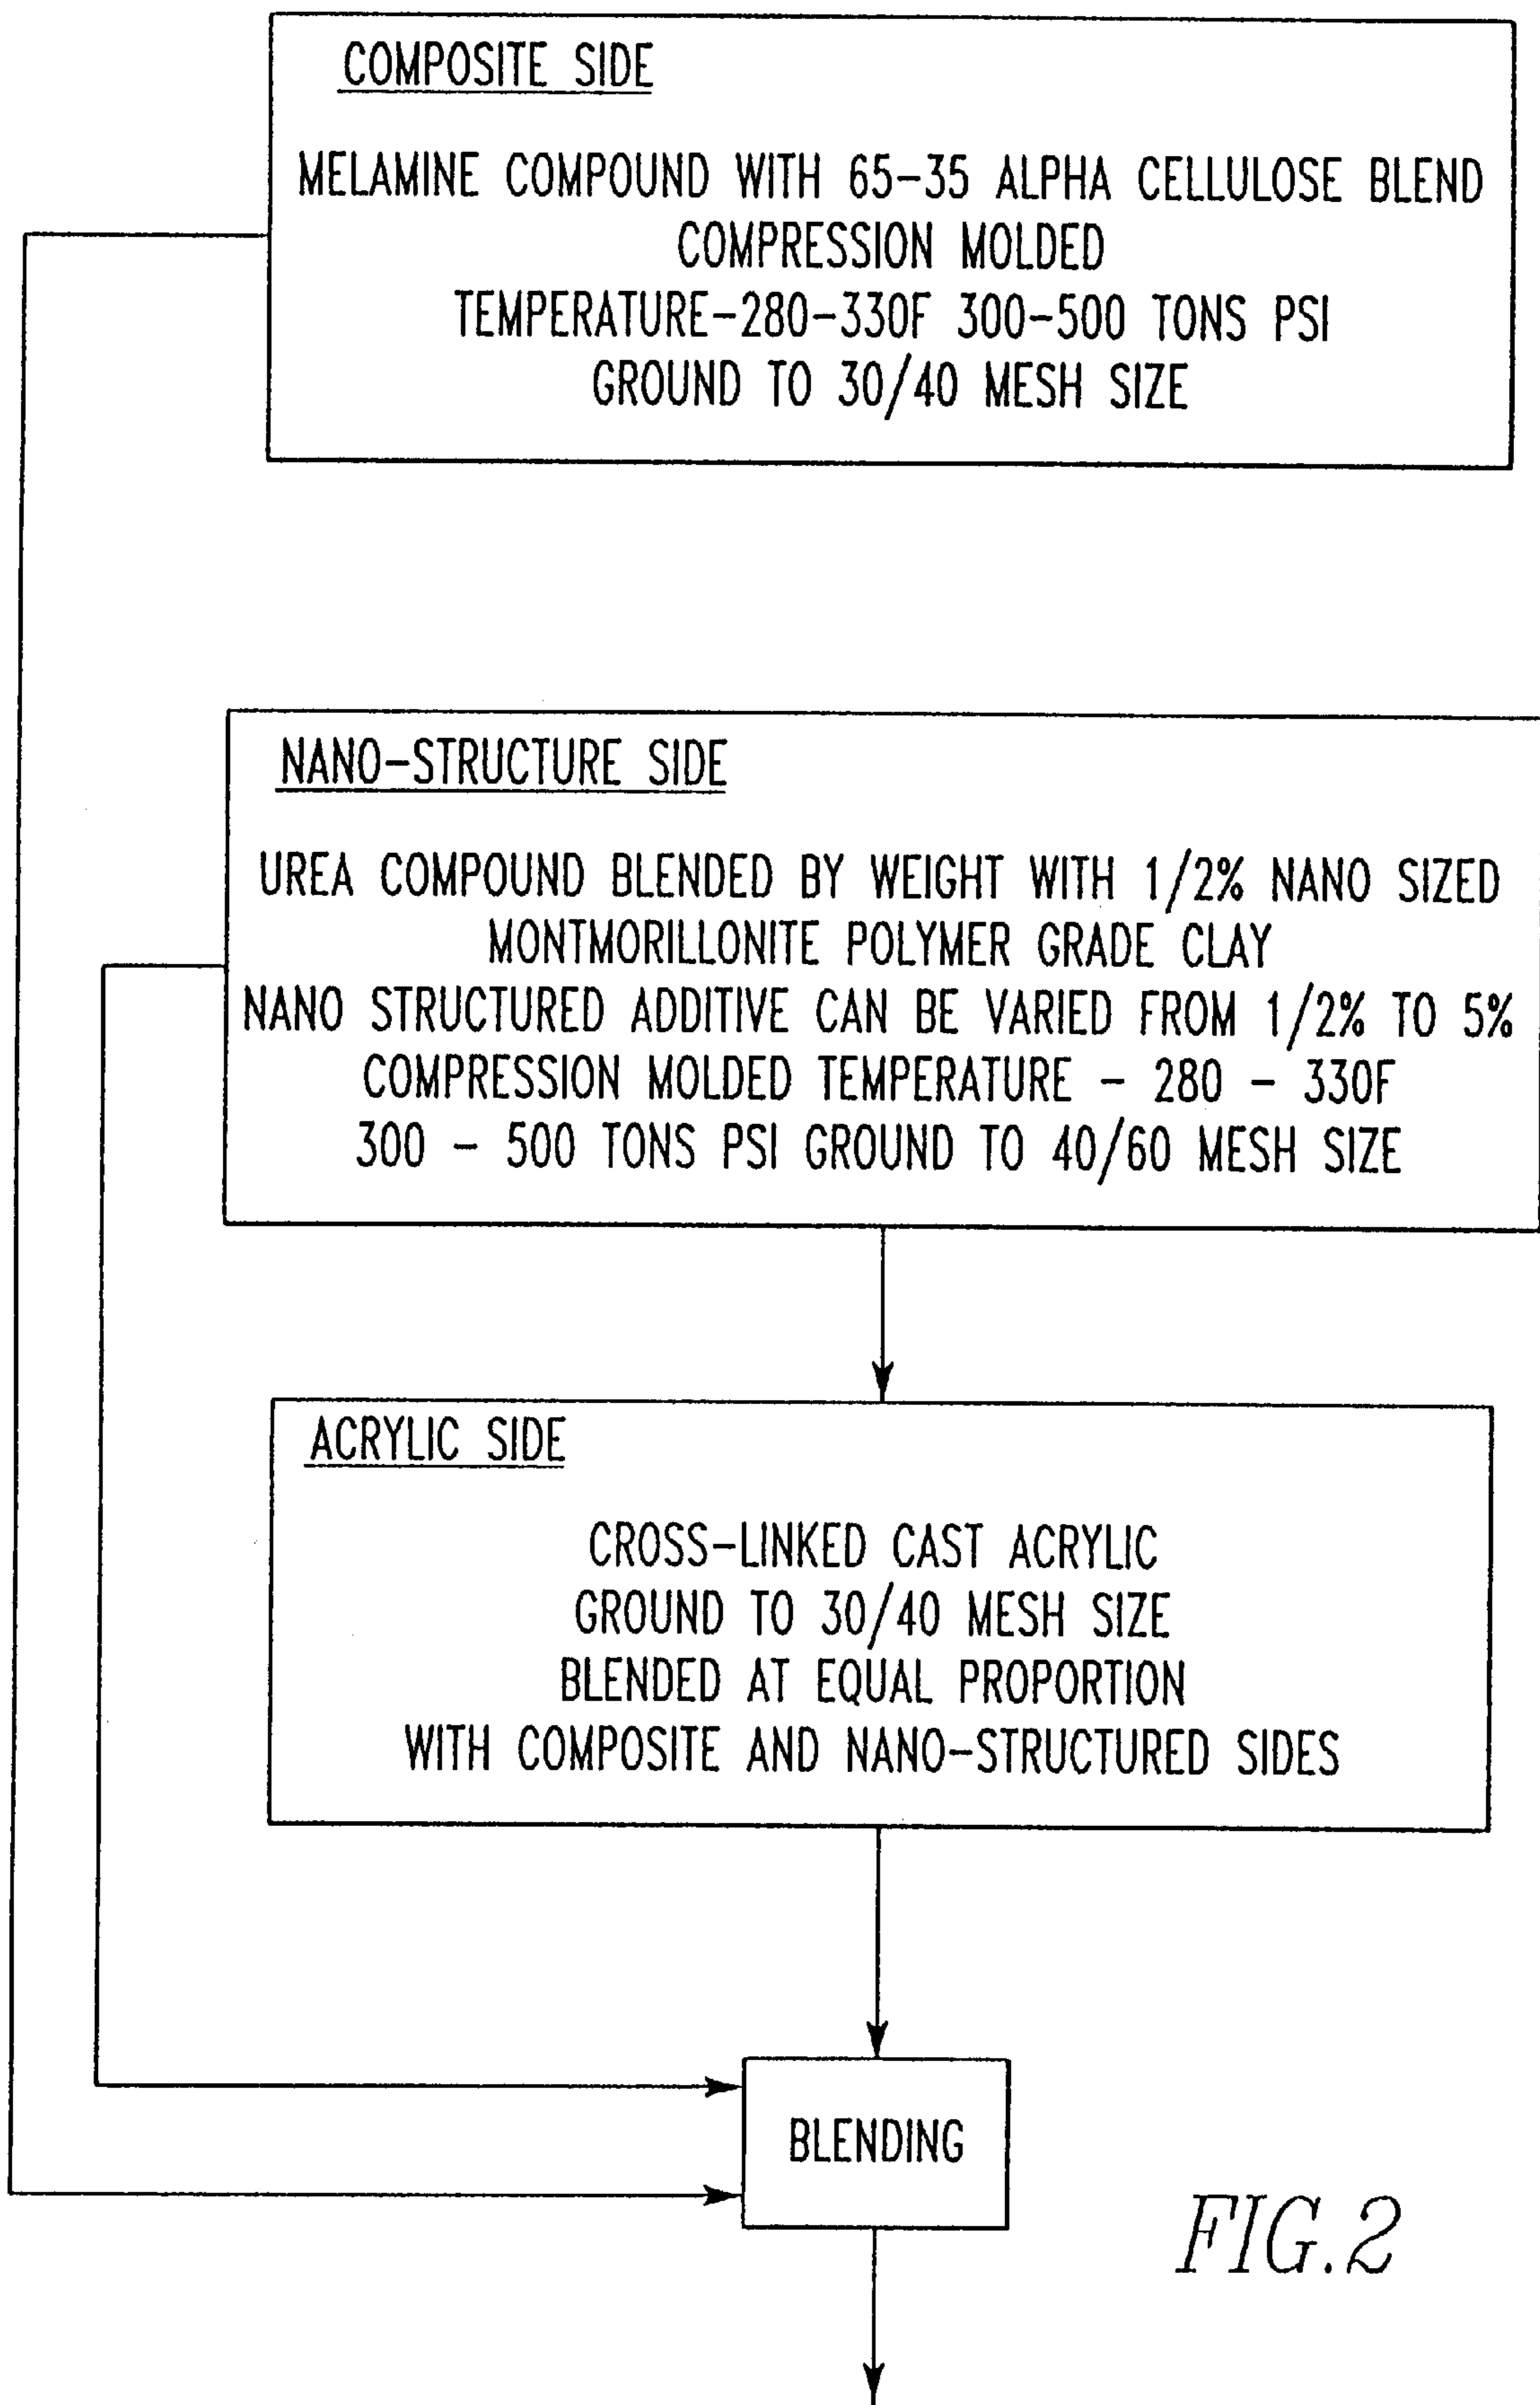 COMPOSITE SIDE
MELAMINE COMPOUND WITH 65-35 ALPHA CELLULOSE BLEND
COMPRESSION MOLDED
TEMPERATURE-280-330F 300-500 TONS PSI
GROUND TO 30/40 MESH SIZE
NANO-STRUCTURE SIDE
UREA COMPOUND BLENDED BY WEIGHT WITH 1/2% NANO SIZED
MONTMORILLONITE POLYMER GRADE CLAY
NANO STRUCTURED ADDITIVE CAN BE VARIED FROM 1/2% TO 5%
COMPRESSION MOLDED TEMPERATURE - 280 - 330F
300 - 500 TONS PSI GROUND TO 40/60 MESH SIZE
ACRYLIC SIDE
CROSS-LINKED CAST ACRYLIC
GROUND TO 30/40 MESH SIZE
BLENDED AT EQUAL PROPORTION
WITH COMPOSITE AND NANO-STRUCTURED SIDES
BLENDING
FIG.2